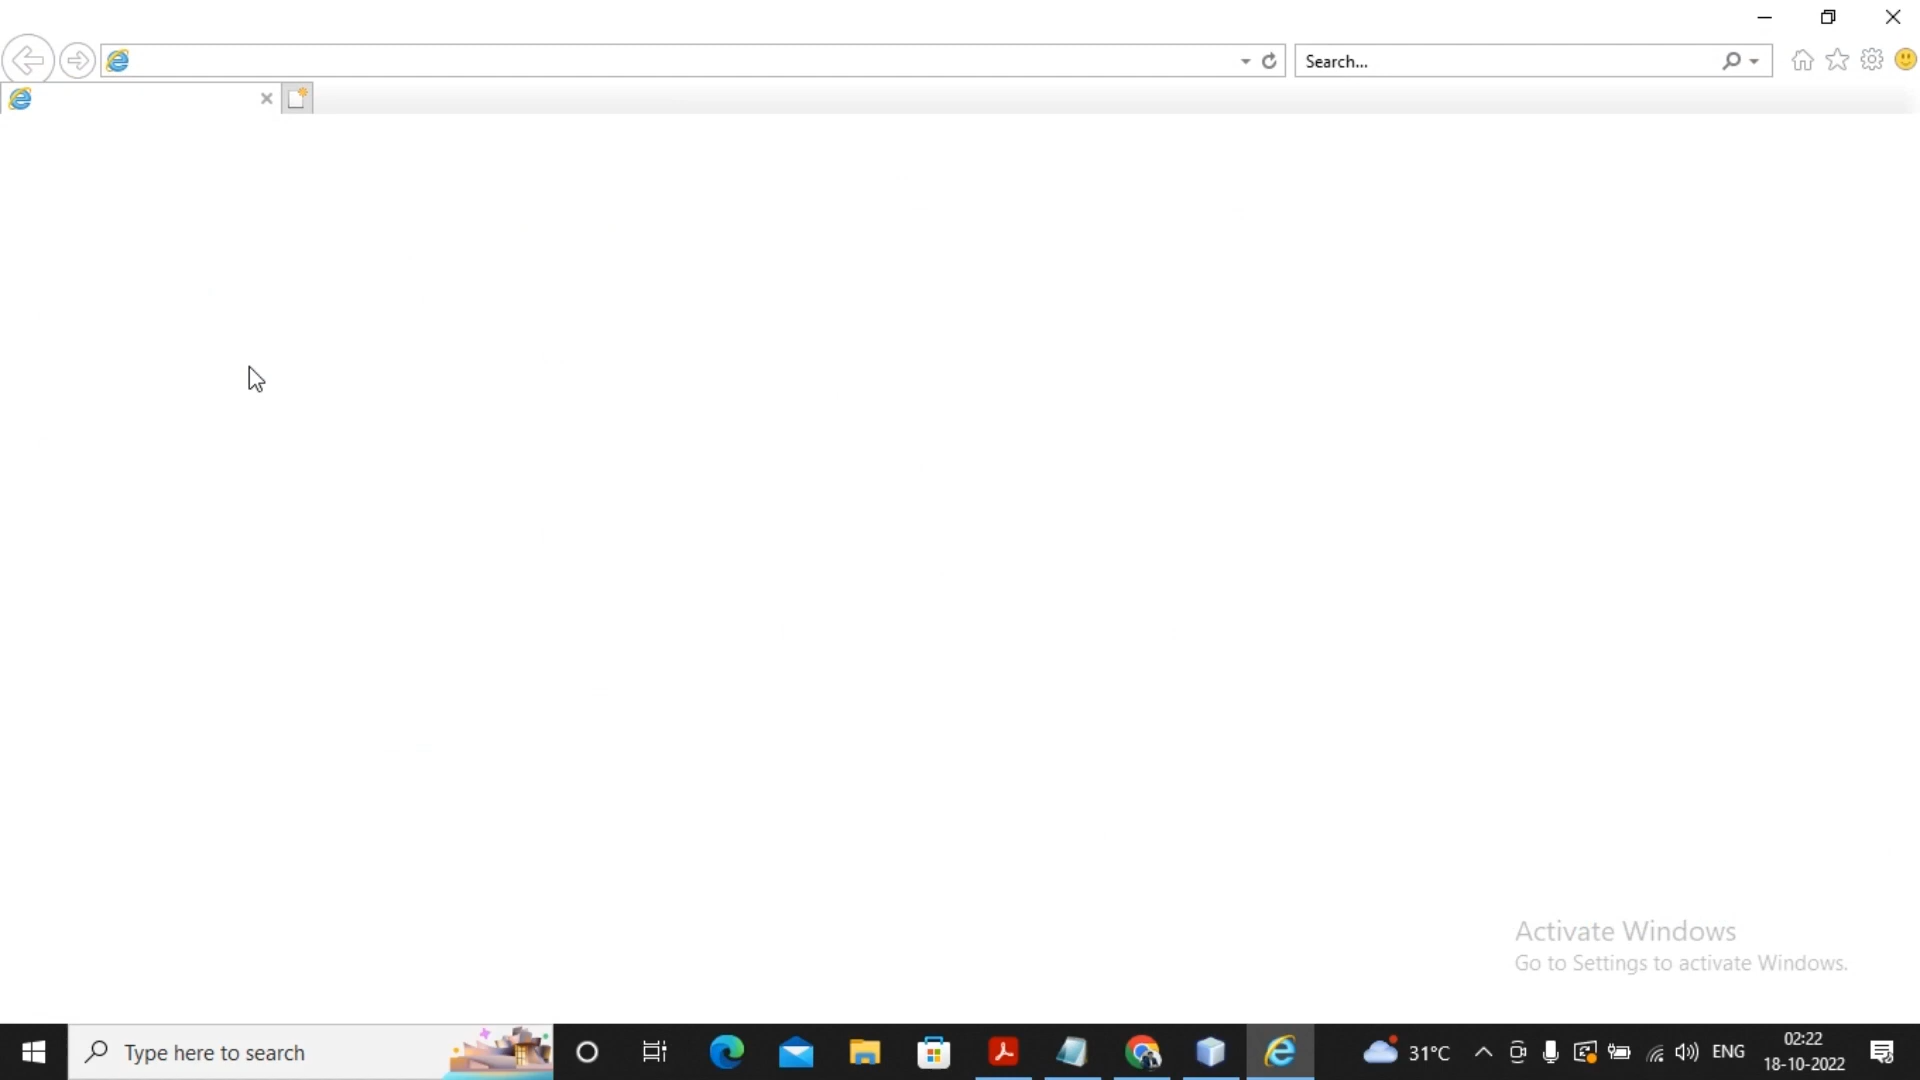 Search...
Activate Windows
Go to Settings to activate Windows.
Type here to search
31°C
ENG
02:22
18-10-2022